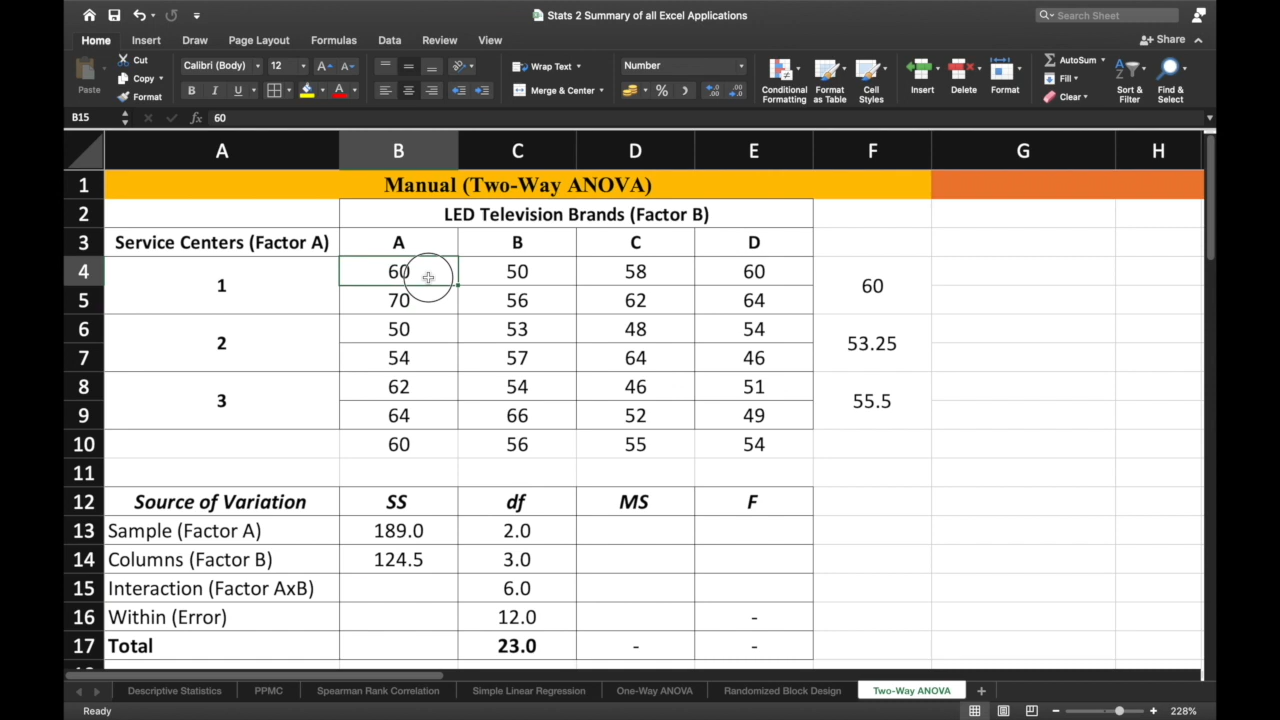 Stats 2 Summary of all Excel Applications
Search Sheet
Home Insert Draw Page Layout Formulas Data Review View Share
Paste Cut Copy Format
Calibri (Body) 12
B I U A
Wrap Text
Merge & Center
Number
Conditional Formatting
Format as Table
Cell Styles
Insert Delete Format
AutoSum
Fill
Clear
Sort & Filter
Find & Select
B15 fx 60
A B C D E F G H
1 Manual (Two-Way ANOVA)
2 LED Television Brands (Factor B)
3 Service Centers (Factor A) A B C D
4 1 60 50 58 60 60
5 70 56 62 64
6 2 50 53 48 54 53.25
7 54 57 64 46
8 3 62 54 46 51 55.5
9 64 66 52 49
10 60 56 55 54
11
12 Source of Variation SS df MS F
13 Sample (Factor A) 189.0 2.0
14 Columns (Factor B) 124.5 3.0
15 Interaction (Factor AxB) 6.0
16 Within (Error) 12.0 -
17 Total 23.0 - -
Descriptive Statistics PPMC Spearman Rank Correlation Simple Linear Regression One-Way ANOVA Randomized Block Design Two-Way ANOVA +
Ready 228%